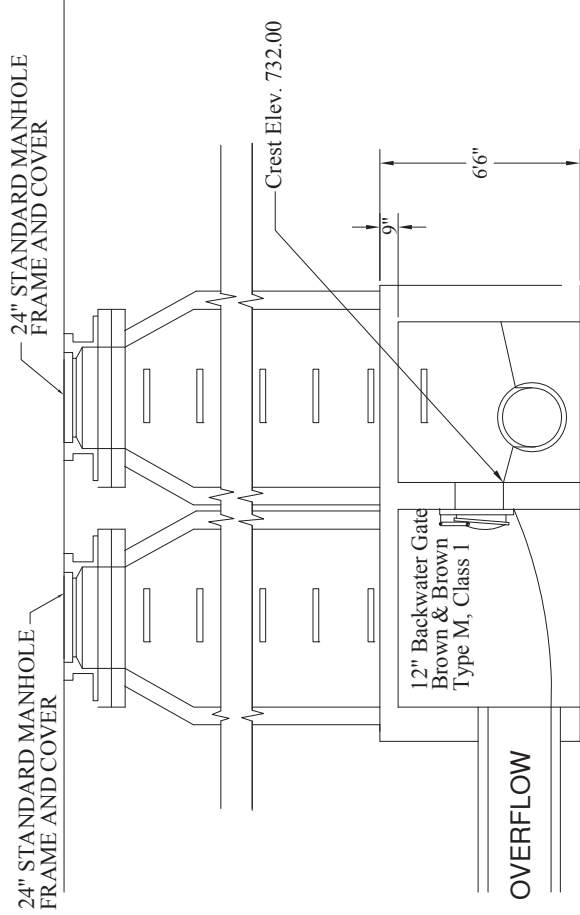 24" STANDARD MANHOLE
FRAME AND COVER
24" STANDARD MANHOLE
FRAME AND COVER
Crest Elev. 732.00
9"
6'6"
12" Backwater Gate
Brown & Brown
Type M, Class 1
OVERFLOW